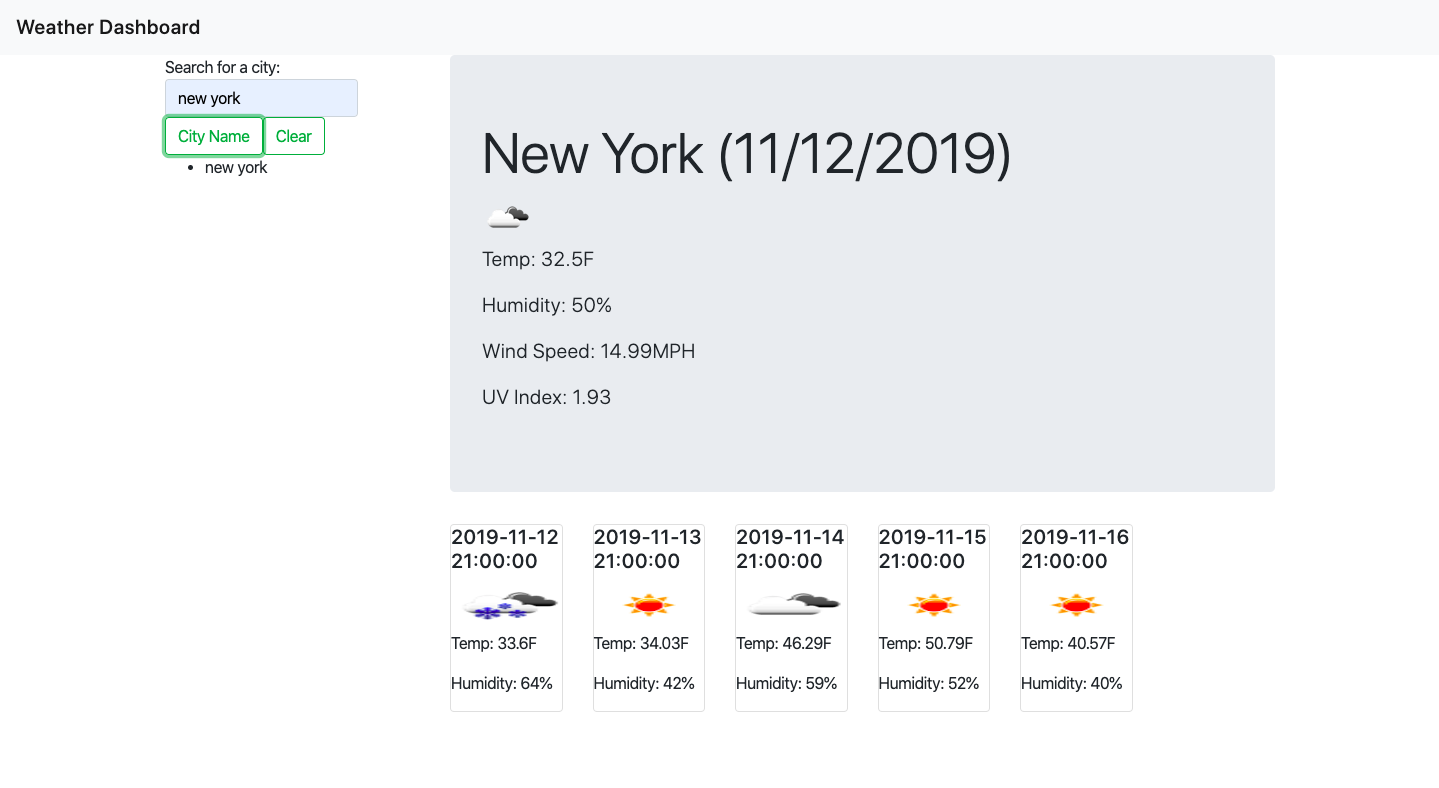 Weather Dashboard
Search for a city:
new york
City Name Clear
new york
New York (11/12/2019)
Temp: 32.5F
Humidity: 50%
Wind Speed: 14.99MPH
UV Index: 1.93
2019-11-12
21:00:00
Temp: 33.6F
Humidity: 64%
2019-11-13
21:00:00
Temp: 34.03F
Humidity: 42%
2019-11-14
21:00:00
Temp: 46.29F
Humidity: 59%
2019-11-15
21:00:00
Temp: 50.79F
Humidity: 52%
2019-11-16
21:00:00
Temp: 40.57F
Humidity: 40%